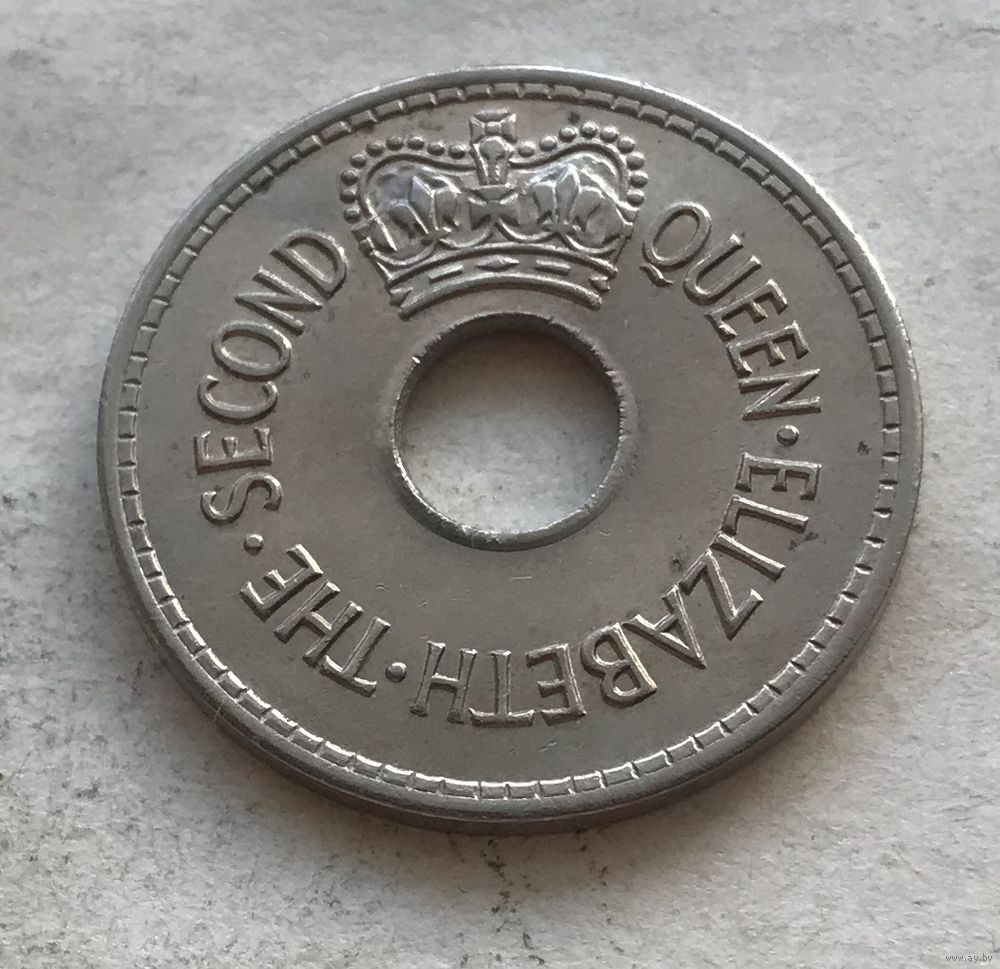 QUEEN · ELIZABETH · THE · SECOND
www.ay.by